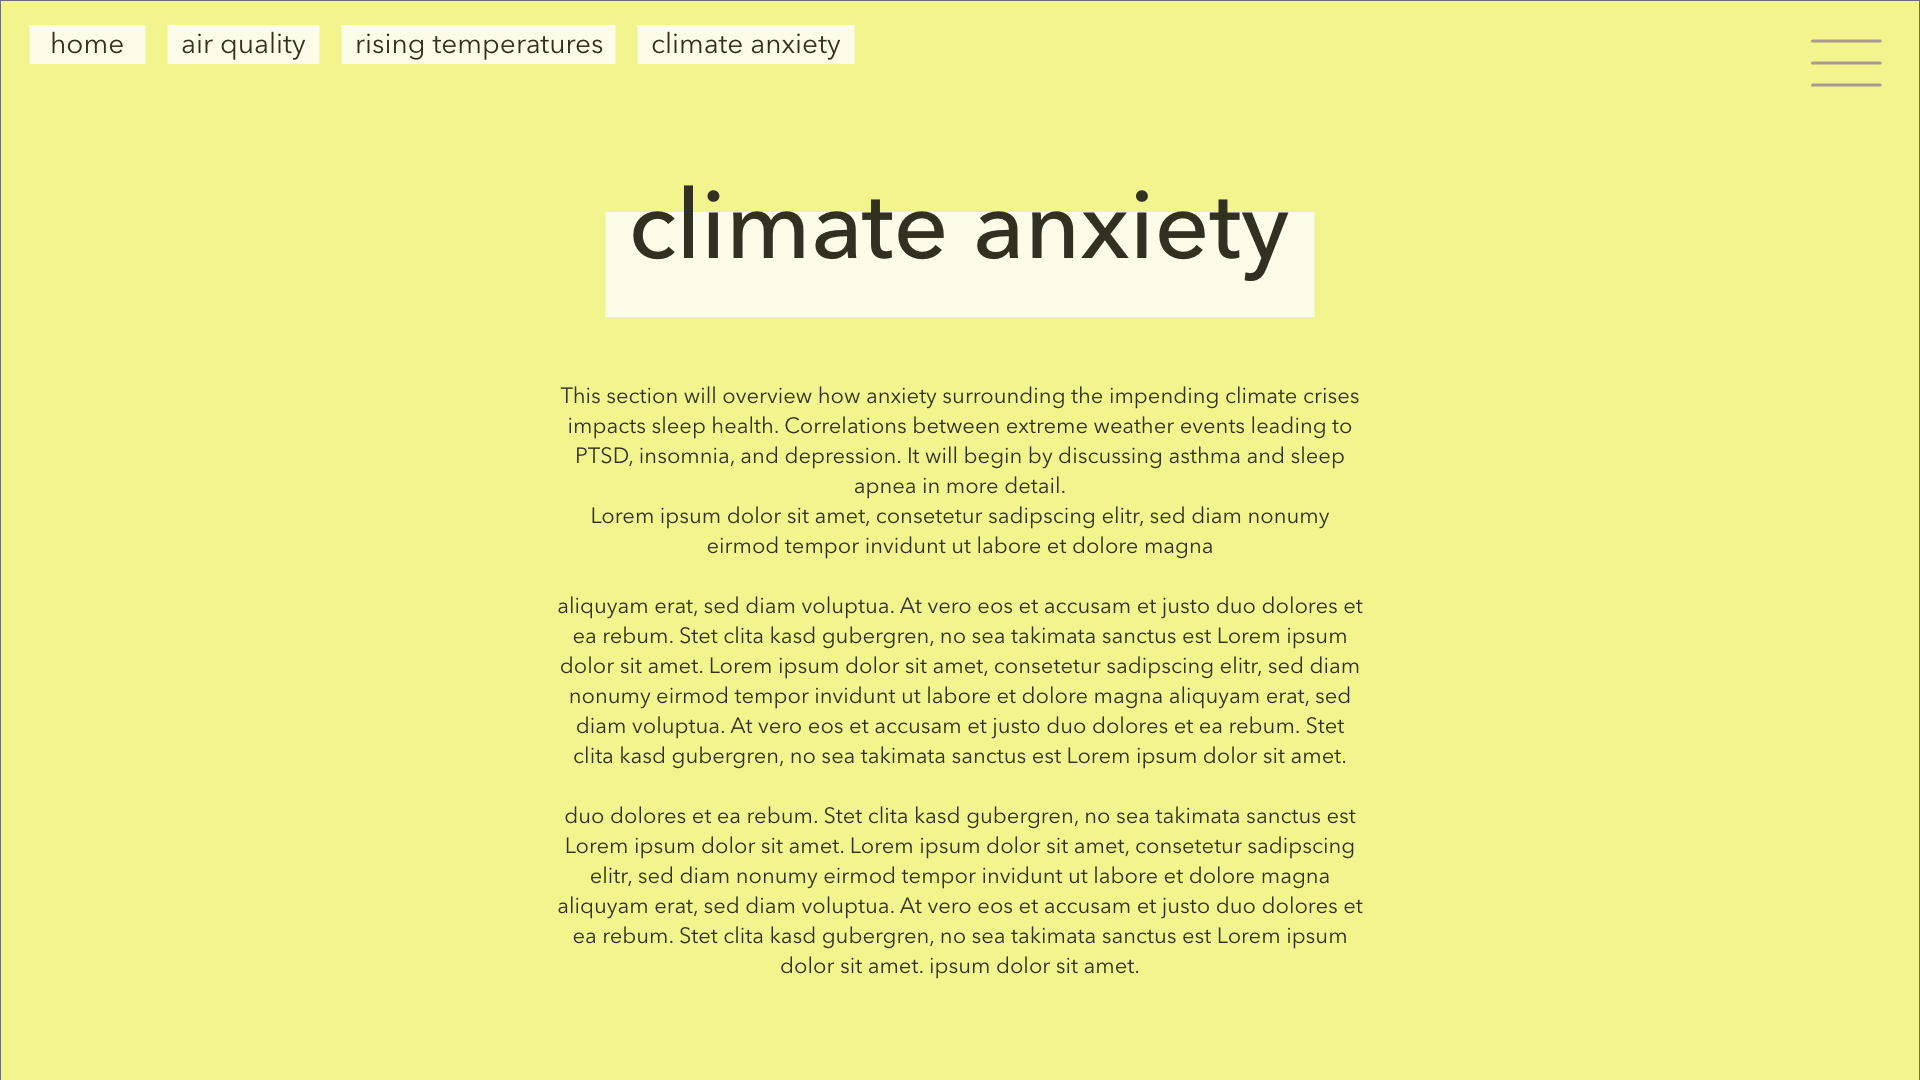 home
air quality
rising temperatures
climate anxiety
climate anxiety
This section will overview how anxiety surrounding the impending climate crises
impacts sleep health. Correlations between extreme weather events leading to
PTSD, insomnia, and depression. It will begin by discussing asthma and sleep
apnea in more detail.
Lorem ipsum dolor sit amet, consetetur sadipscing elitr, sed diam nonumy
eirmod tempor invidunt ut labore et dolore magna
aliquyam erat, sed diam voluptua. At vero eos et accusam et justo duo dolores et
ea rebum. Stet clita kasd gubergren, no sea takimata sanctus est Lorem ipsum
dolor sit amet. Lorem ipsum dolor sit amet, consetetur sadipscing elitr, sed diam
nonumy eirmod tempor invidunt ut labore et dolore magna aliquyam erat, sed
diam voluptua. At vero eos et accusam et justo duo dolores et ea rebum. Stet
clita kasd gubergren, no sea takimata sanctus est Lorem ipsum dolor sit amet.
duo dolores et ea rebum. Stet clita kasd gubergren, no sea takimata sanctus est
Lorem ipsum dolor sit amet. Lorem ipsum dolor sit amet, consetetur sadipscing
elitr, sed diam nonumy eirmod tempor invidunt ut labore et dolore magna
aliquyam erat, sed diam voluptua. At vero eos et accusam et justo duo dolores et
ea rebum. Stet clita kasd gubergren, no sea takimata sanctus est Lorem ipsum
dolor sit amet. ipsum dolor sit amet.